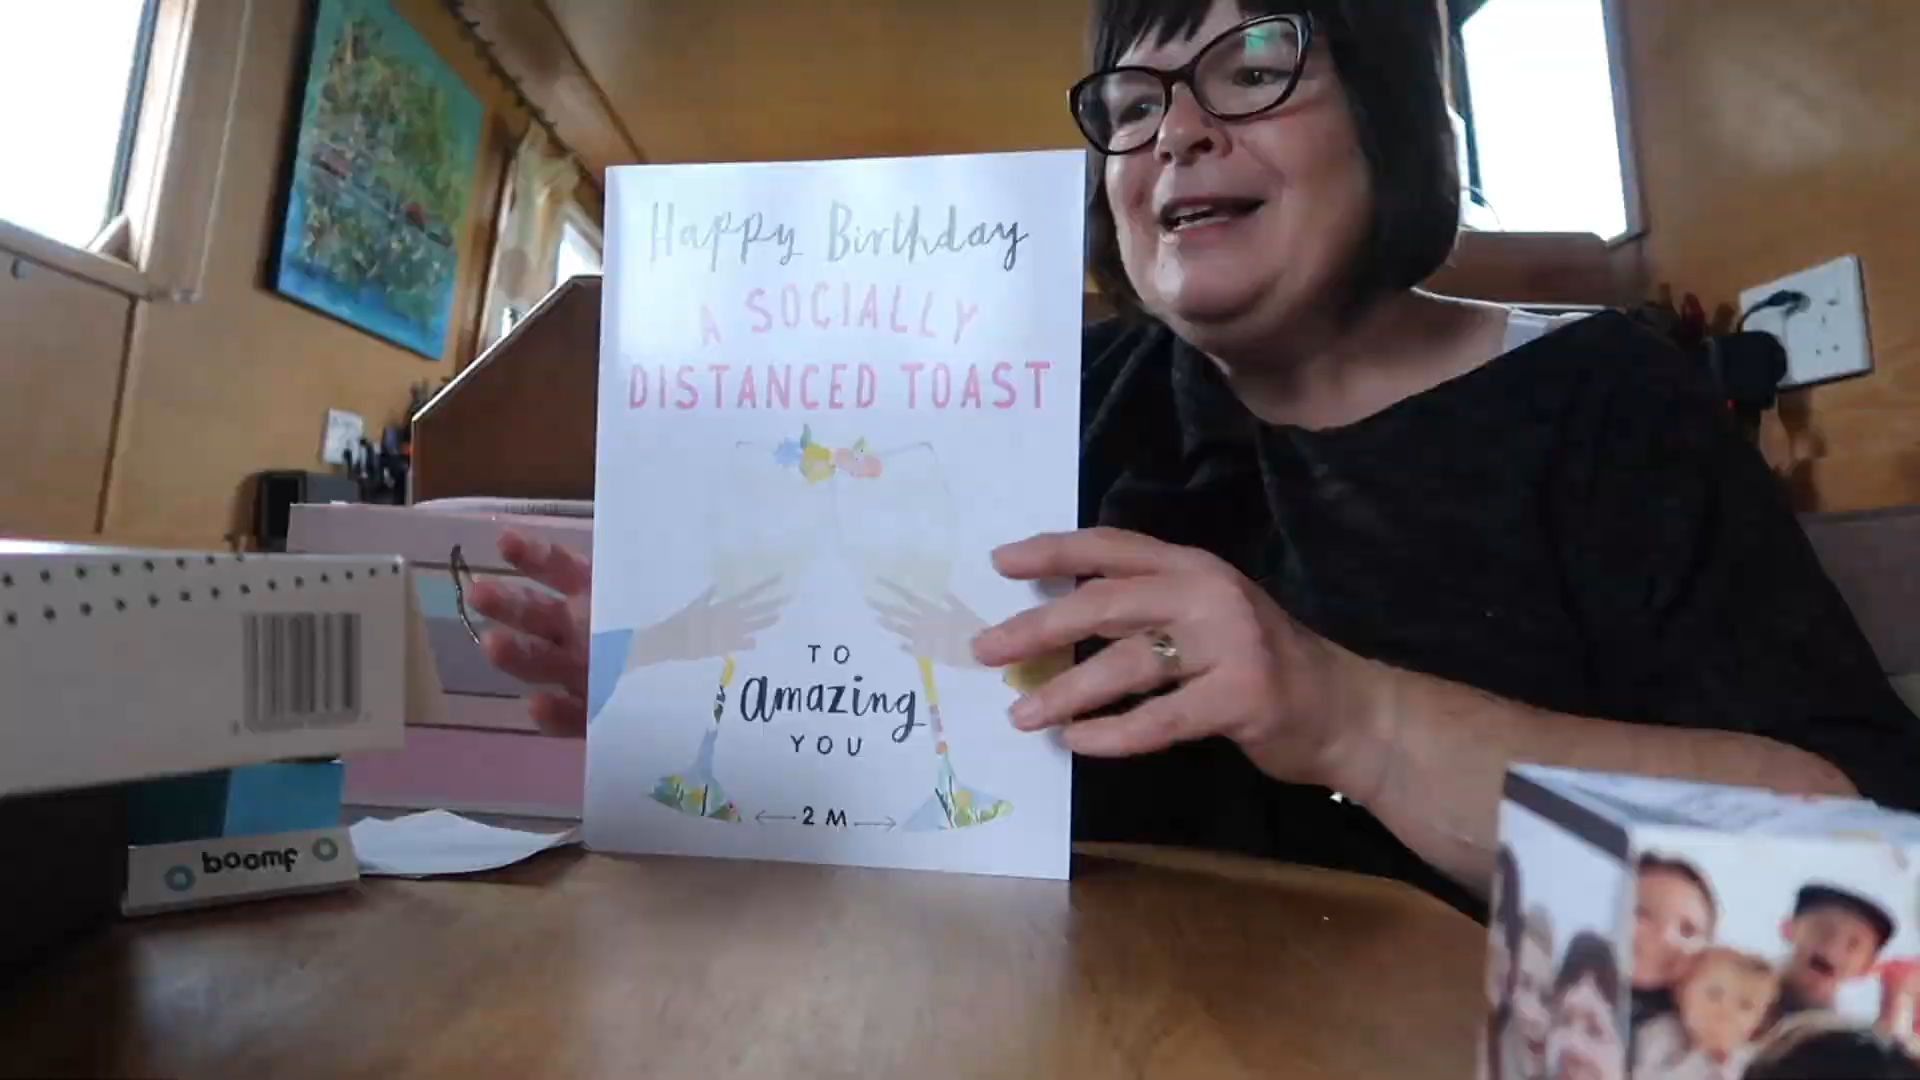 Happy Birthday
A SOCIALLY
DISTANCED TOAST
TO
amazing
YOU
2 M
boomf